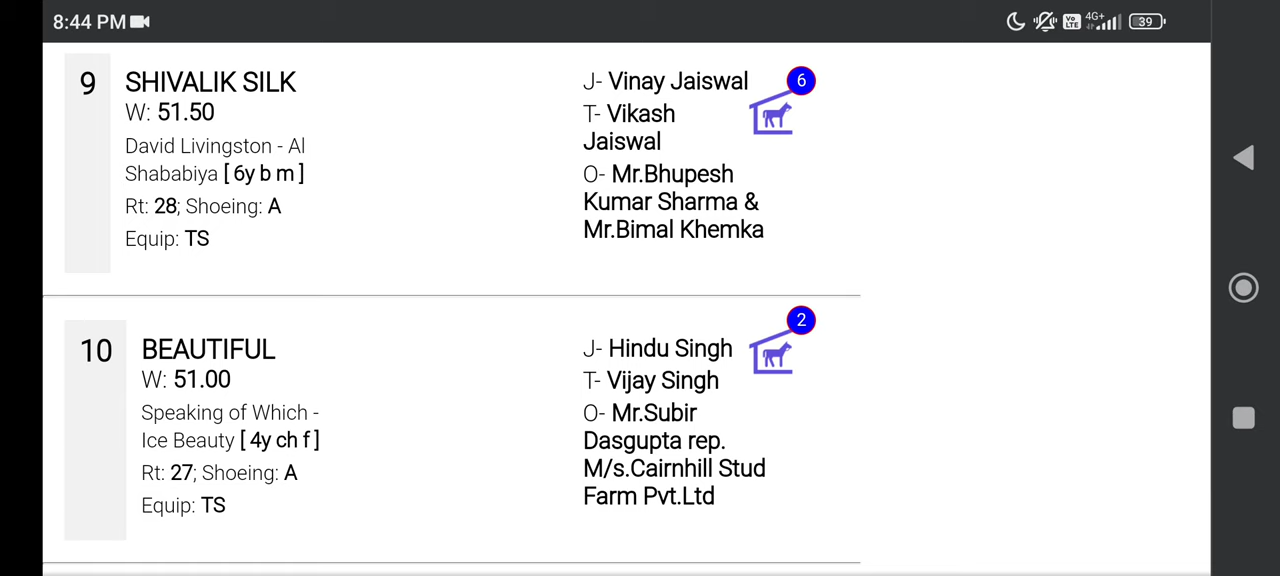 8:44 PM
4G+
Vo LTE
39
9
SHIVALIK SILK
W: 51.50
David Livingston - Al
Shababiya [ 6y b m ]
Rt: 28; Shoeing: A
Equip: TS
J- Vinay Jaiswal
T- Vikash
Jaiswal
O- Mr.Bhupesh
Kumar Sharma &
Mr.Bimal Khemka
6
10
BEAUTIFUL
W: 51.00
Speaking of Which -
Ice Beauty [ 4y ch f ]
Rt: 27; Shoeing: A
Equip: TS
J- Hindu Singh
T- Vijay Singh
O- Mr.Subir
Dasgupta rep.
M/s.Cairnhill Stud
Farm Pvt.Ltd
2